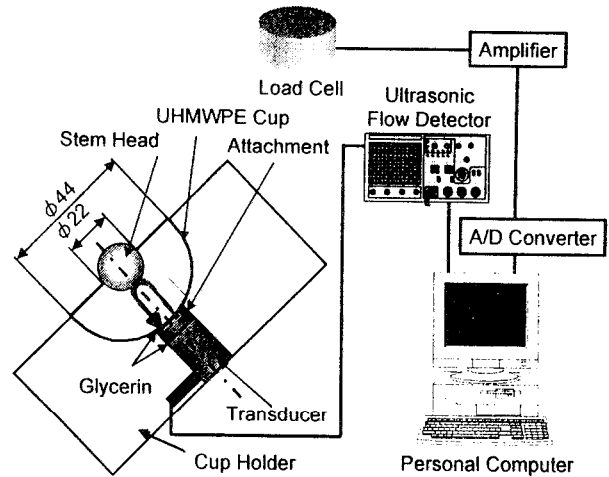 Amplifier
Load Cell
Ultrasonic
Flow Detector
UHMWPE Cup
Stem Head
Attachment
ϕ44
ϕ22
A/D Converter
Glycerin
Transducer
Cup Holder
Personal Computer